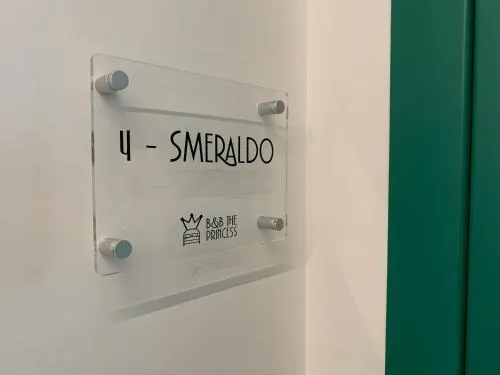 4 - SMERALDO
B&B THE
PRINCESS